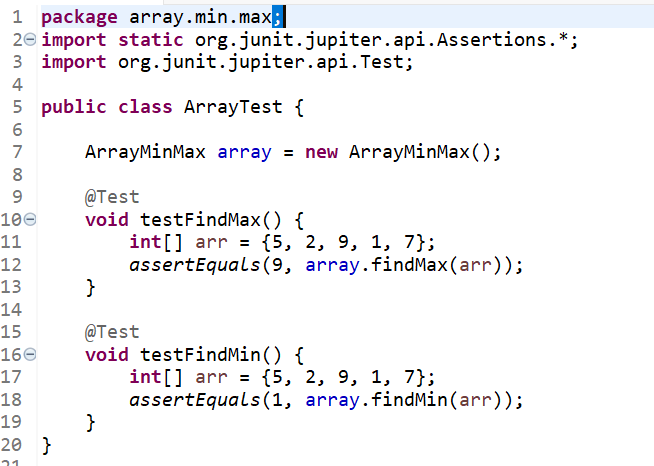 1 package array.min.max;
2 import static org.junit.jupiter.api.Assertions.*;
3 import org.junit.jupiter.api.Test;
4
5 public class ArrayTest {
6
7     ArrayMinMax array = new ArrayMinMax();
8
9     @Test
10     void testFindMax() {
11         int[] arr = {5, 2, 9, 1, 7};
12         assertEquals(9, array.findMax(arr));
13     }
14
15     @Test
16     void testFindMin() {
17         int[] arr = {5, 2, 9, 1, 7};
18         assertEquals(1, array.findMin(arr));
19     }
20 }
21